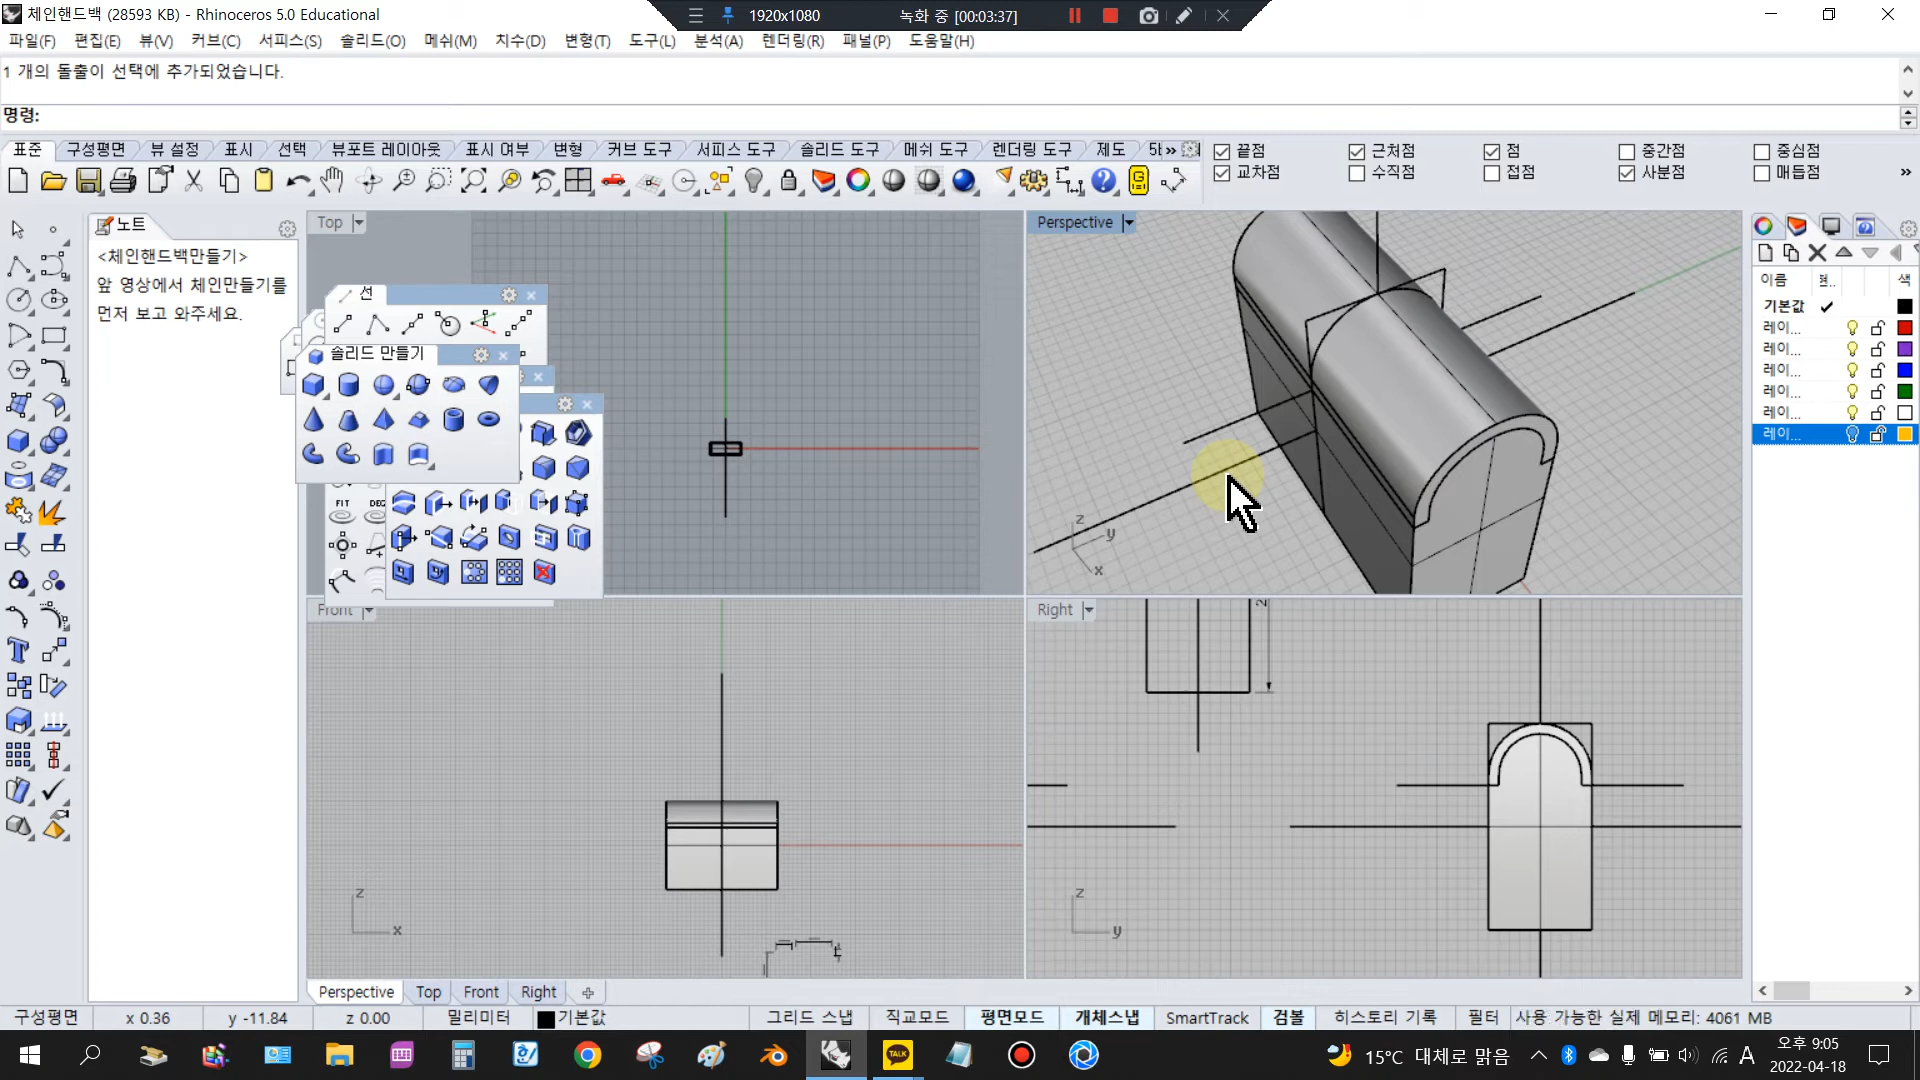 체인핸드백 (28593 KB) - Rhinoceros 5.0 Educational
1920x1080
녹화 중 [00:03:37]
파일(F) 편집(E) 뷰(V) 커브(C) 서피스(S) 솔리드(O) 메쉬(M) 치수(D) 변형(T) 도구(L) 분석(A) 렌더링(R) 패널(P) 도움말(H)
1 개의 돌출이 선택에 추가되었습니다.
명령:
표준 구성평면 뷰 설정 표시 선택 뷰포트 레이아웃 표시 여부 변형 커브 도구 서피스 도구 솔리드 도구 메쉬 도구 렌더링 도구 제도
끝점 근처점 점 중간점 중심점
교차점 수직점 접점 사분점 매듭점
노트
<체인핸드백만들기>
앞 영상에서 체인만들기를
먼저 보고 와주세요.
Top
Perspective
선
솔리드 만들기
FIT DEG
Front
Right
이름 현..
색
기본값
레이...
레이...
레이...
레이...
레이...
레이...
z
y
x
z
x
z
y
2
Perspective Top Front Right
구성평면 x 0.36 y -11.84 z 0.00 밀리미터 기본값 그리드 스냅 직교모드 평면모드 개체스냅 SmartTrack 검볼 히스토리 기록 필터 사용 가능한 실제 메모리: 4061 MB
TALK
15°C 대체로 맑음
A
오후 9:05
2022-04-18